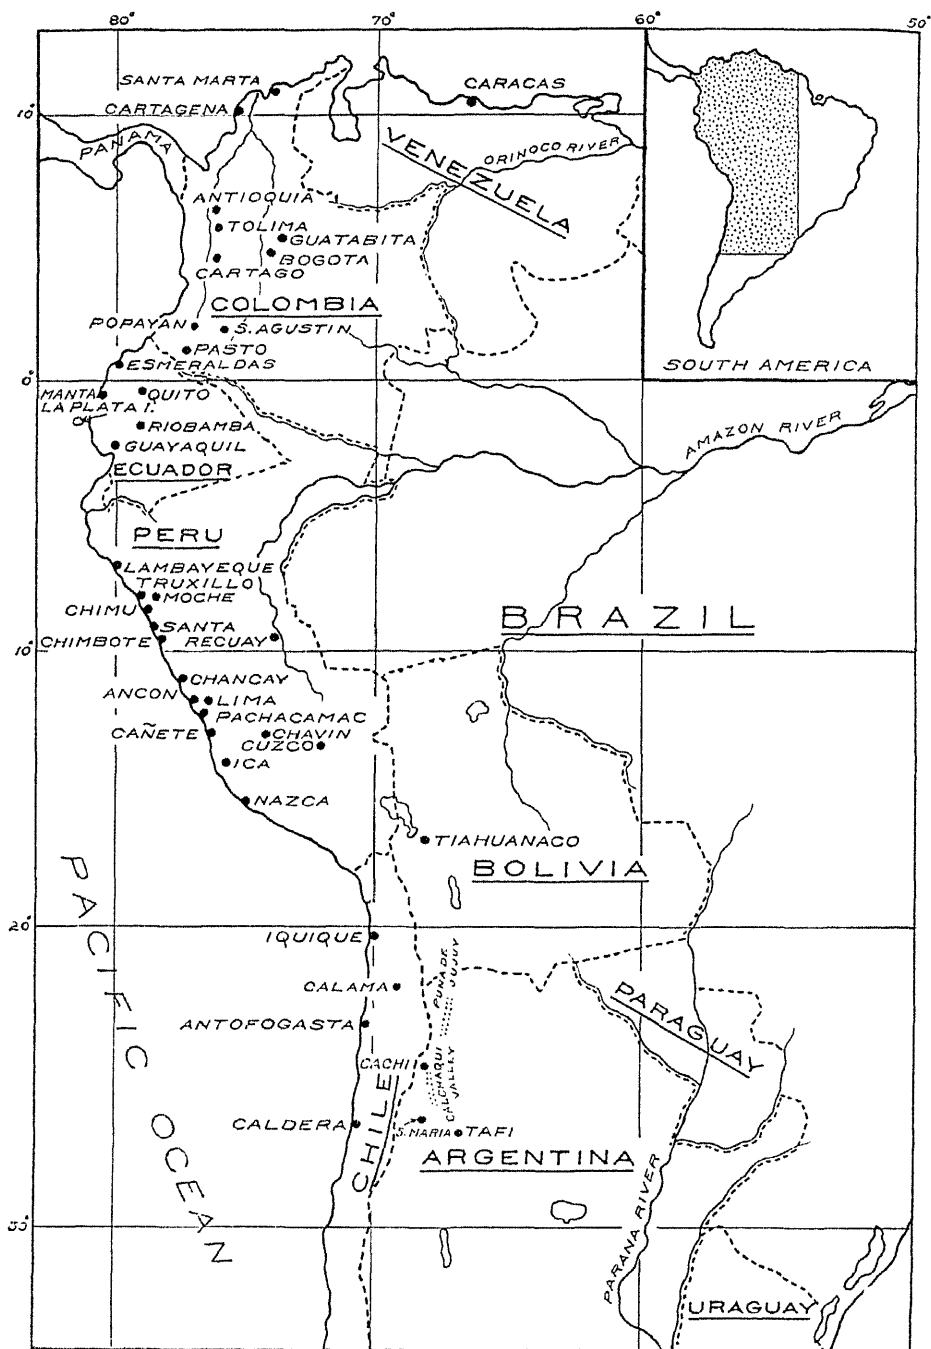 80° 70° 60° 50°
SANTA MARTA
CARACAS
CARTAGENA
10°
PANAMA
VENEZUELA
ORINOCO RIVER
ANTIOQUIA
TOLIMA
GUATABITA
BOGOTA
CARTAGO
COLOMBIA
POPAYAN
S. AGUSTIN
PASTO
ESMERALDAS
SOUTH AMERICA
0°
MANTA
QUITO
LA PLATA I.
RIOBAMBA
AMAZON RIVER
GUAYAQUIL
ECUADOR
PERU
LAMBAYEQUE
TRUXILLO
MOCHE
CHIMU
BRAZIL
SANTA
CHIMBOTE
RECUAY
10°
CHANCAY
ANCON
LIMA
PACHACAMAC
CAÑETE
CHAVIN
CUZCO
ICA
NAZCA
TIAHUANACO
BOLIVIA
PACIFIC OCEAN
20°
IQUIQUE
PUNA DE
JUJUY
CALAMA
PARAGUAY
ANTOFOGASTA
CACHI
CALCHAQUI
VALLEY
CHILE
CALDERA
S. MARIA
TAFI
ARGENTINA
PARANA RIVER
URAGUAY